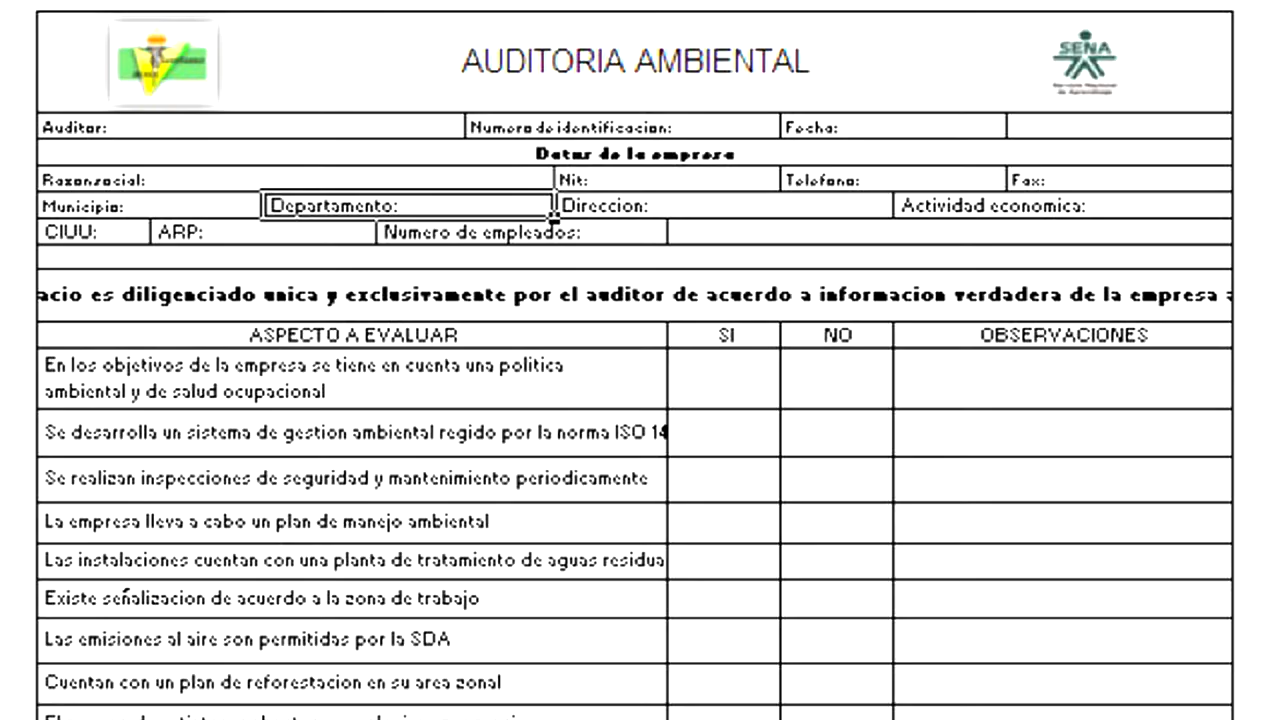 AUDITORIA AMBIENTAL
SENA
Auditor: Numero de identificacion: Fecha:
Datos de la empresa
Razon social: Nit: Telefono: Fax:
Municipio: Departamento: Direccion: Actividad economica:
CIUU: ARP: Numero de empleados:
acio es diligenciado unica y exclusivamente por el auditor de acuerdo a informacion verdadera de la empresa a
ASPECTO A EVALUAR SI NO OBSERVACIONES
En los objetivos de la empresa se tiene en cuenta una politica
ambiental y de salud ocupacional
Se desarrolla un sistema de gestion ambiental regido por la norma ISO 14
Se realizan inspecciones de seguridad y mantenimiento periodicamente
La empresa lleva a cabo un plan de manejo ambiental
Las instalaciones cuentan con una planta de tratamiento de aguas residua
Existe señalizacion de acuerdo a la zona de trabajo
Las emisiones al aire son permitidas por la SDA
Cuentan con un plan de reforestacion en su area zonal